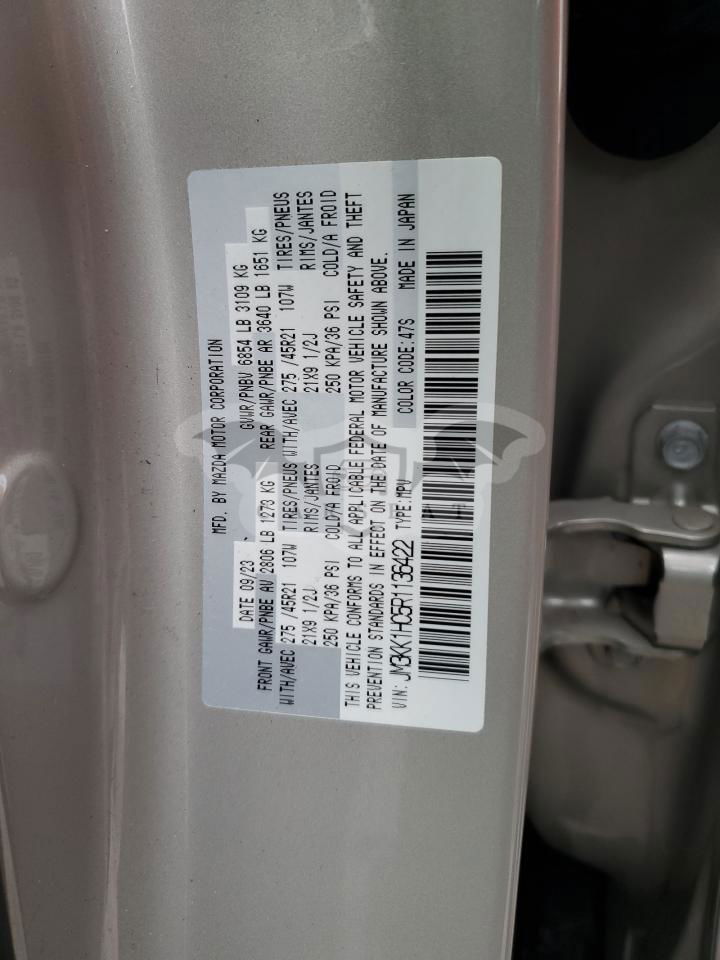 MFD. BY MAZDA MOTOR CORPORATION
DATE 09/23 GVWR/PNBV 6854 LB 3109 KG
FRONT GAWR/PNBE AV 2806 LB 1273 KG REAR GAWR/PNBE AR 3640 LB 1651 KG
WITH/AVEC 275 /45R21 107W TIRES/PNEUS WITH/AVEC 275 /45R21 107W TIRES/PNEUS
21X9 1/2J RIMS/JANTES 21X9 1/2J RIMS/JANTES
250 KPA/36 PSI COLD/A FROID 250 KPA/36 PSI COLD/A FROID
THIS VEHICLE CONFORMS TO ALL APPLICABLE FEDERAL MOTOR VEHICLE SAFETY AND THEFT
PREVENTION STANDARDS IN EFFECT ON THE DATE OF MANUFACTURE SHOWN ABOVE.
VIN: JM3KK1HC5R1136422 TYPE:MPV COLOR CODE:47S MADE IN JAPAN